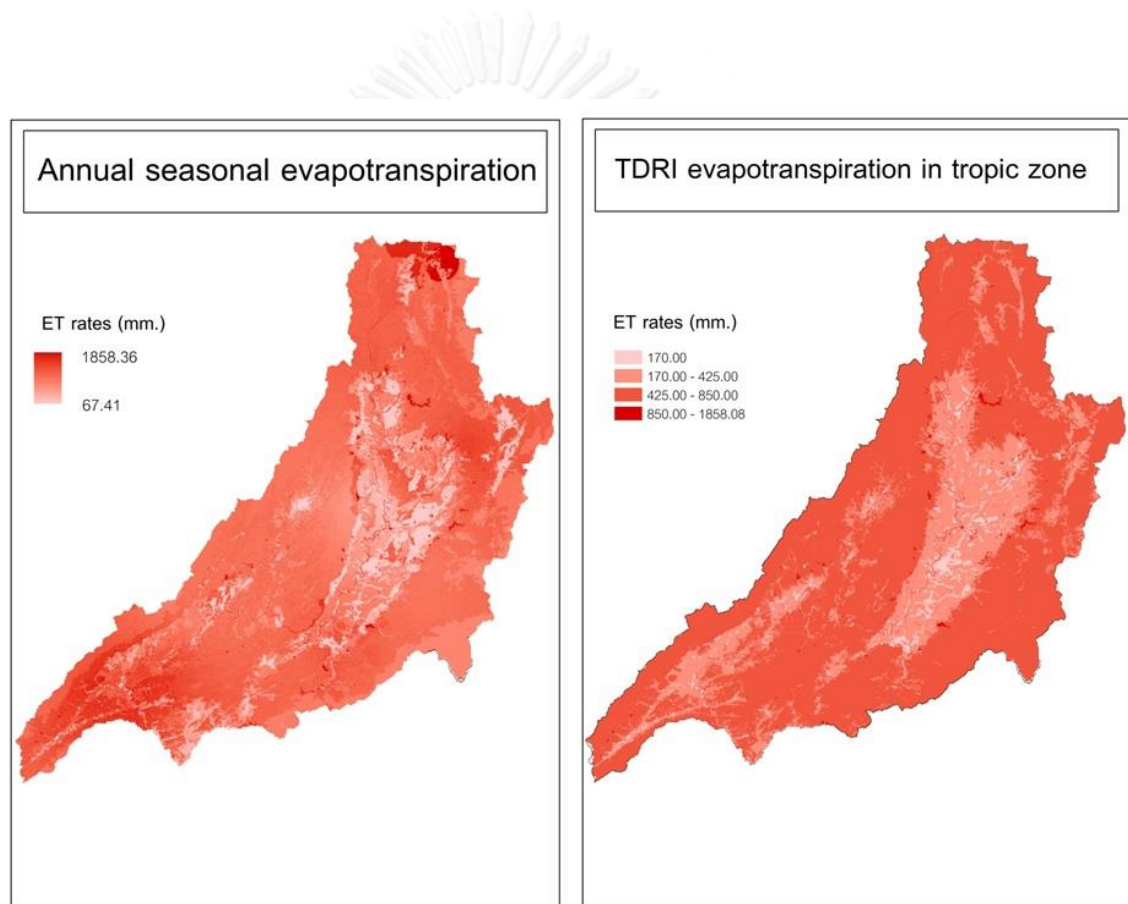 Annual seasonal evapotranspiration
ET rates (mm.)
1858.36
67.41
TDRI evapotranspiration in tropic zone
ET rates (mm.)
170.00
170.00 - 425.00
425.00 - 850.00
850.00 - 1858.08